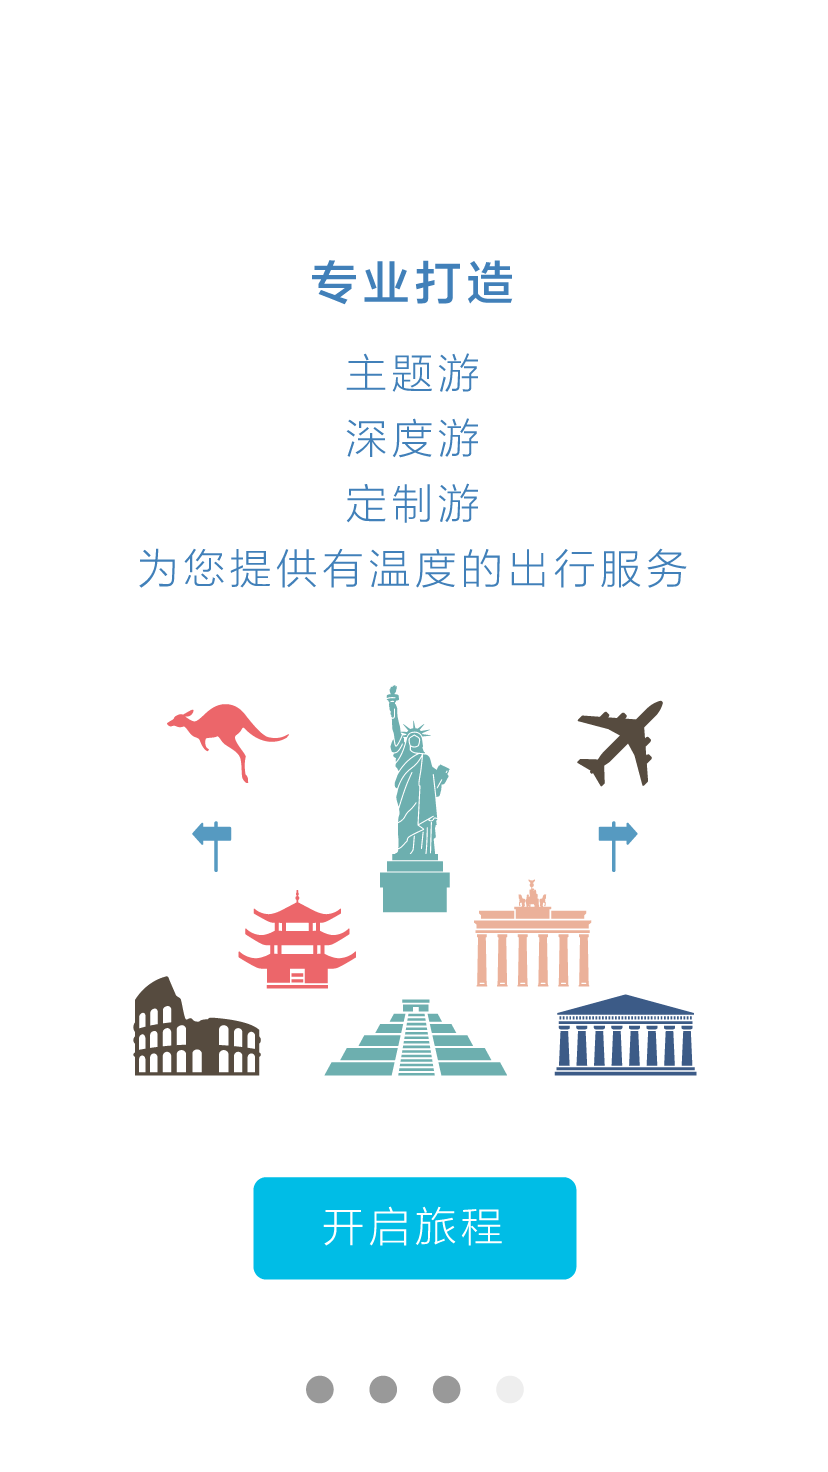 专业打造
主题游
深度游
定制游
为您提供有温度的出行服务
开启旅程